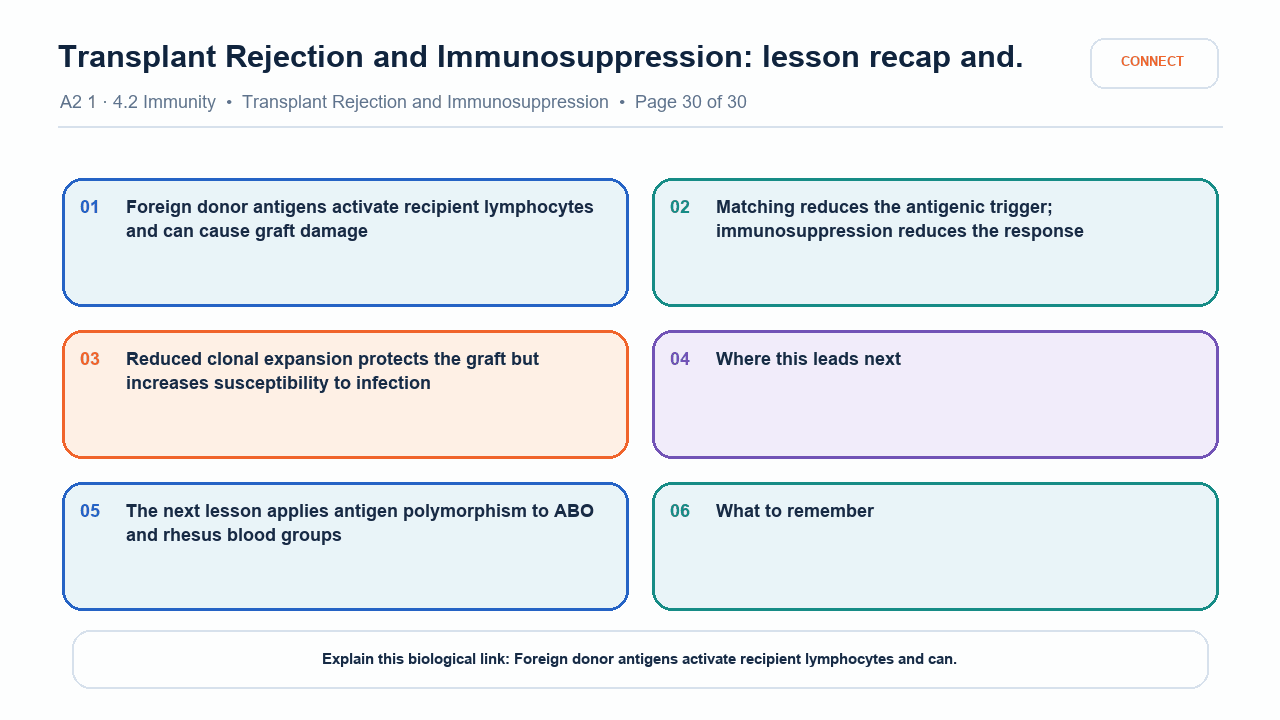 Transplant Rejection and Immunosuppression: lesson recap and.
CONNECT
A2 1 · 4.2 Immunity • Transplant Rejection and Immunosuppression • Page 30 of 30
01 Foreign donor antigens activate recipient lymphocytes
and can cause graft damage
02 Matching reduces the antigenic trigger;
immunosuppression reduces the response
03 Reduced clonal expansion protects the graft but
increases susceptibility to infection
04 Where this leads next
05 The next lesson applies antigen polymorphism to ABO
and rhesus blood groups
06 What to remember
Explain this biological link: Foreign donor antigens activate recipient lymphocytes and can.